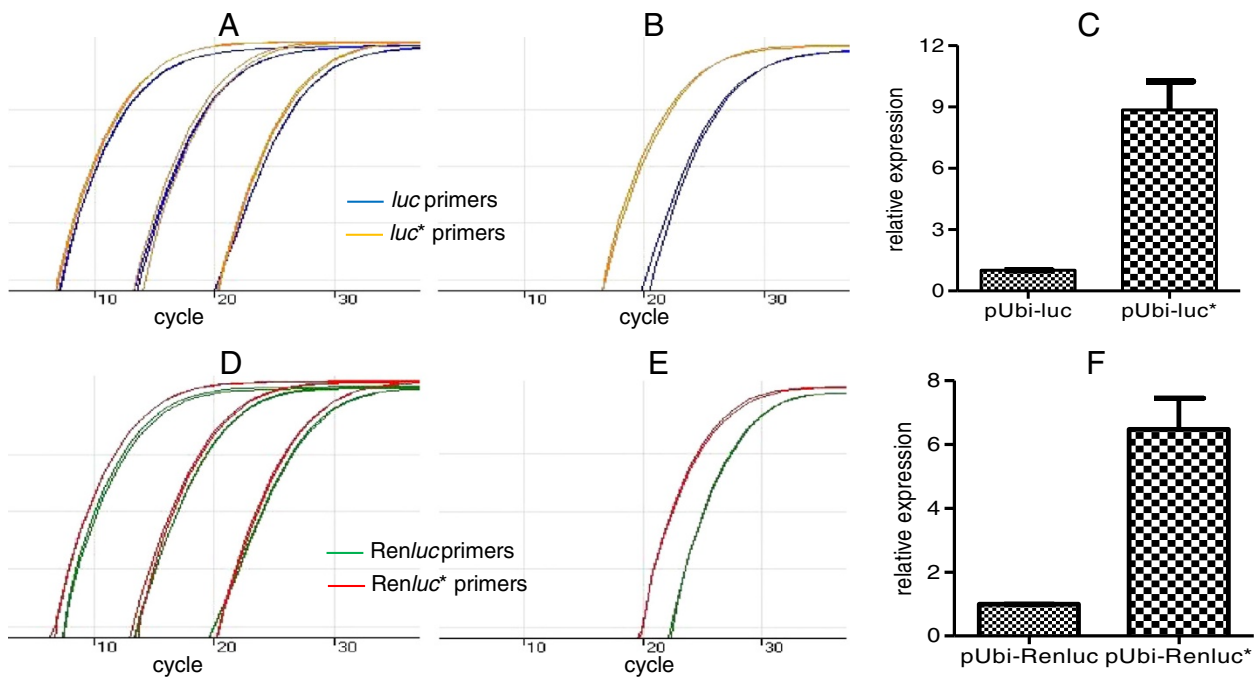 A
10
20
30
cycle
luc primers
luc* primers
B
20
30
cycle
C
relative expression
12
9
6
3
0
pUbi-luc
pUbi-luc*
D
10
20
30
cycle
Renluc primers
Renluc* primers
E
20
30
cycle
F
relative expression
8
6
4
2
0
pUbi-Renluc
pUbi-Renluc*